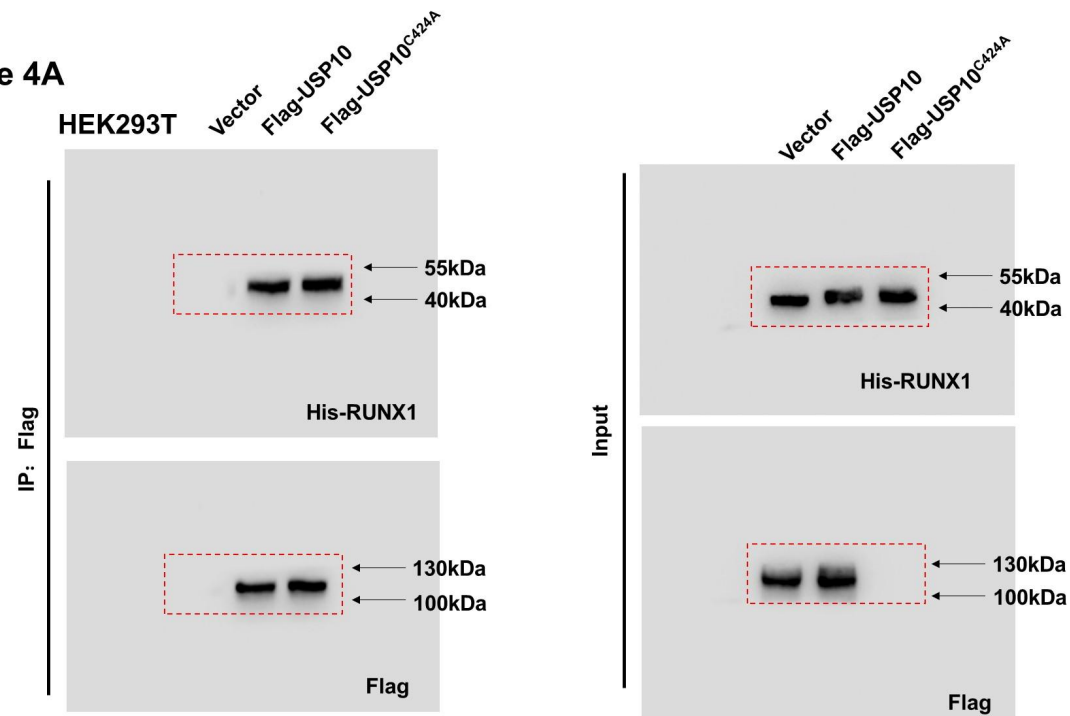 e 4A
HEK293T
Vector
Flag-USP10
Flag-USP10C424A
55kDa
40kDa
His-RUNX1
130kDa
100kDa
Flag
IP: Flag
Vector
Flag-USP10
Flag-USP10C424A
55kDa
40kDa
His-RUNX1
130kDa
100kDa
Flag
Input